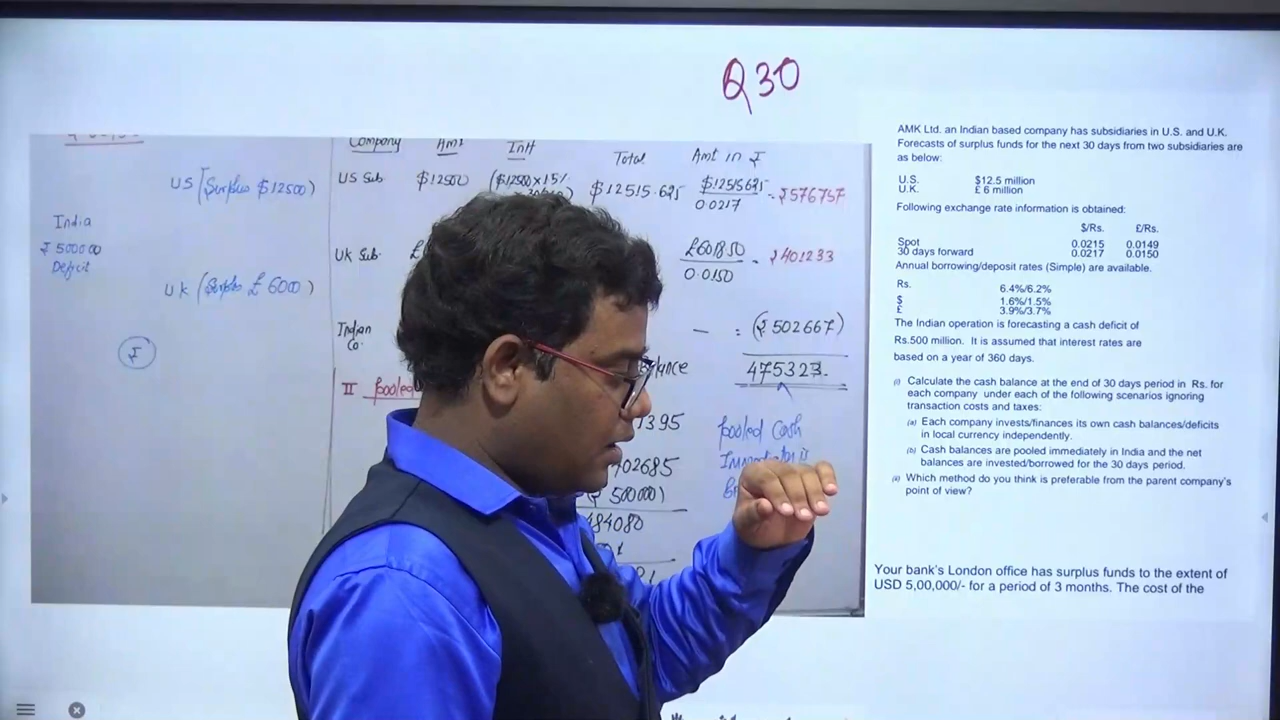 Q 30
Company Amt Intt Total Amt in ₹
US Sub $12500 ($12500 x 15% $12515.625 $12515.625/0.0217 = ₹576757
US (Surplus $12500)
India
₹ 500000
Deficit
UK Sub. £601850/0.0150 = ₹401233
UK (Surplus £ 6000)
₹
Indian Co. — : (₹ 502667)
475323
II Pooled
1395
02685
(₹ 500000)
484080
Pooled Cash
AMK Ltd. an Indian based company has subsidiaries in U.S. and U.K.
Forecasts of surplus funds for the next 30 days from two subsidiaries are
as below:
U.S. $12.5 million
U.K. £ 6 million
Following exchange rate information is obtained:
$/Rs. £/Rs.
Spot 0.0215 0.0149
30 days forward 0.0217 0.0150
Annual borrowing/deposit rates (Simple) are available.
Rs. 6.4%/6.2%
$ 1.6%/1.5%
£ 3.9%/3.7%
The Indian operation is forecasting a cash deficit of
Rs.500 million. It is assumed that interest rates are
based on a year of 360 days.
(i) Calculate the cash balance at the end of 30 days period in Rs. for
each company under each of the following scenarios ignoring
transaction costs and taxes:
(a) Each company invests/finances its own cash balances/deficits
in local currency independently.
(b) Cash balances are pooled immediately in India and the net
balances are invested/borrowed for the 30 days period.
(ii) Which method do you think is preferable from the parent company's
point of view?
Your bank's London office has surplus funds to the extent of
USD 5,00,000/- for a period of 3 months. The cost of the